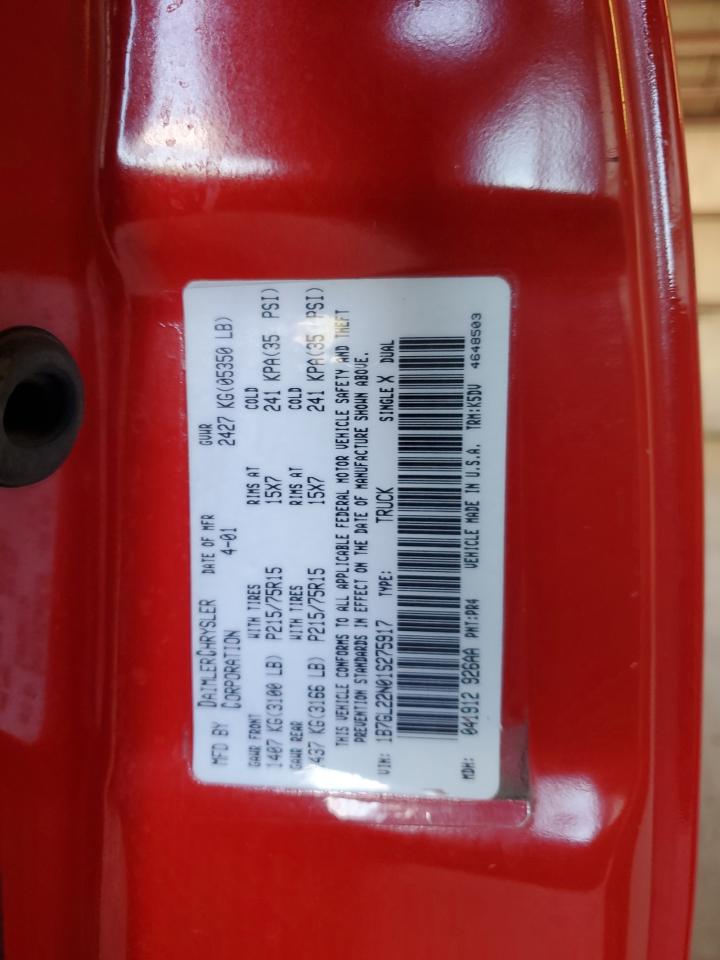 MFD BY DAIMLERCHRYSLER CORPORATION DATE OF MFR 4-01 GVWR 2427 KG(05350 LB)
GAWR FRONT WITH TIRES RIMS AT COLD
1407 KG(3100 LB) P215/75R15 15X7 241 KPA(35 PSI)
GAWR REAR WITH TIRES RIMS AT COLD
437 KG(3166 LB) P215/75R15 15X7 241 KPA(35 PSI)
THIS VEHICLE CONFORMS TO ALL APPLICABLE FEDERAL MOTOR VEHICLE SAFETY AND THEFT
PREVENTION STANDARDS IN EFFECT ON THE DATE OF MANUFACTURE SHOWN ABOVE.
VIN: 1B7GL22N01S275917 TYPE: TRUCK SINGLE X DUAL
MDH: 041912 926AA PNT:PR4 VEHICLE MADE IN U.S.A. TRM:K5DV 4648503